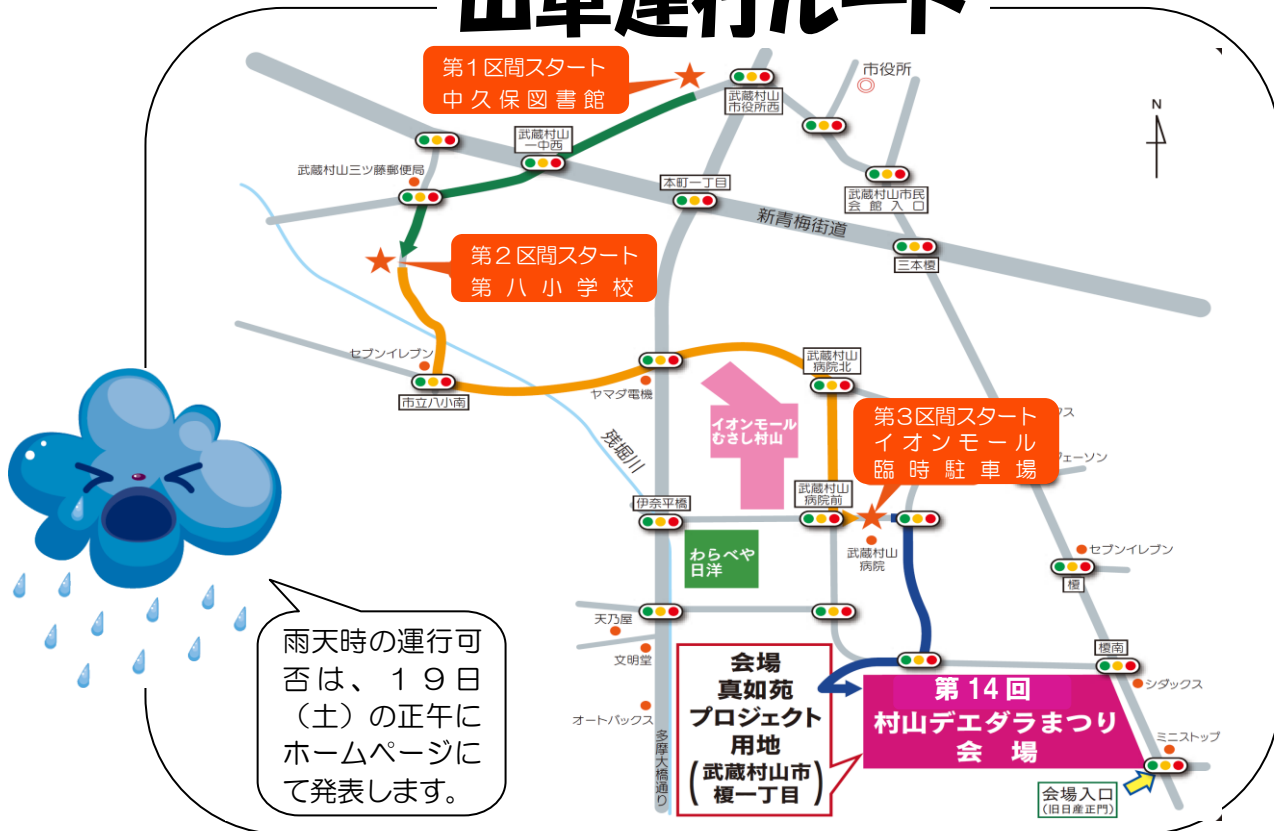 山車運行ルート
第1区間スタート
中久保図書館
市役所
武蔵村山
市役所西
N
武蔵村山
一中西
武蔵村山三ツ藤郵便局
本町一丁目
武蔵村山市民
会館入口
新青梅街道
三本榎
第2区間スタート
第八小学校
セブンイレブン
市立八小南
ヤマダ電機
武蔵村山
病院北
イオンモール
むさし村山
第3区間スタート
イオンモール
臨時駐車場
クス
ェーソン
残堀川
伊奈平橋
武蔵村山
病院前
わらべや
日洋
武蔵村山
病院
セブンイレブン
榎
天乃屋
文明堂
オートバックス
多摩大橋通り
榎南
シダックス
ミニストップ
会場
真如苑
プロジェクト
用地
(武蔵村山市
榎一丁目)
第14回
村山デエダラまつり
会場
会場入口
(旧日産正門)
雨天時の運行可
否は、19日
(土)の正午に
ホームページに
て発表します。